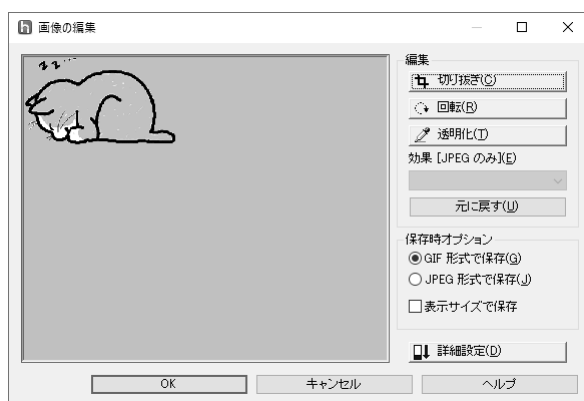 画像の編集
z z z
編集
切り抜き(C)
回転(R)
透明化(T)
効果 [JPEG のみ](E)
元に戻す(U)
保存時オプション
GIF 形式で保存(G)
JPEG 形式で保存(J)
表示サイズで保存
詳細設定(D)
OK
キャンセル
ヘルプ